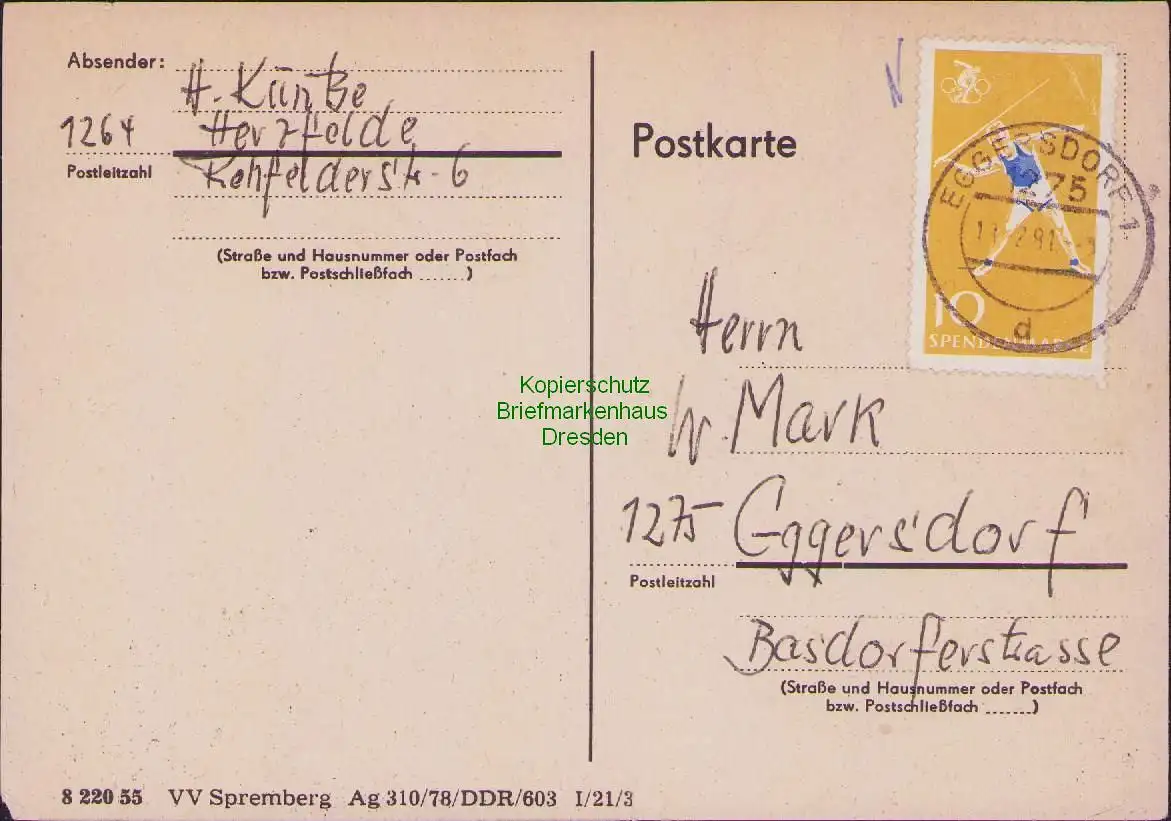 Absender:
H. Küntze
1264 Herzfelde
Postleitzahl
Rehfelderstr. 6
(Straße und Hausnummer oder Postfach
bzw. Postschließfach ......)
Postkarte
EGGERSDORF 1
1275
d
10
SPENDENMARKE
Herrn
W. Mark
1275 Eggersdorf
Postleitzahl
Basdorferstrasse
(Straße und Hausnummer oder Postfach
bzw. Postschließfach ......)
Kopierschutz
Briefmarkenhaus
Dresden
8 220 55 VV Spremberg Ag 310/78/DDR/603 I/21/3